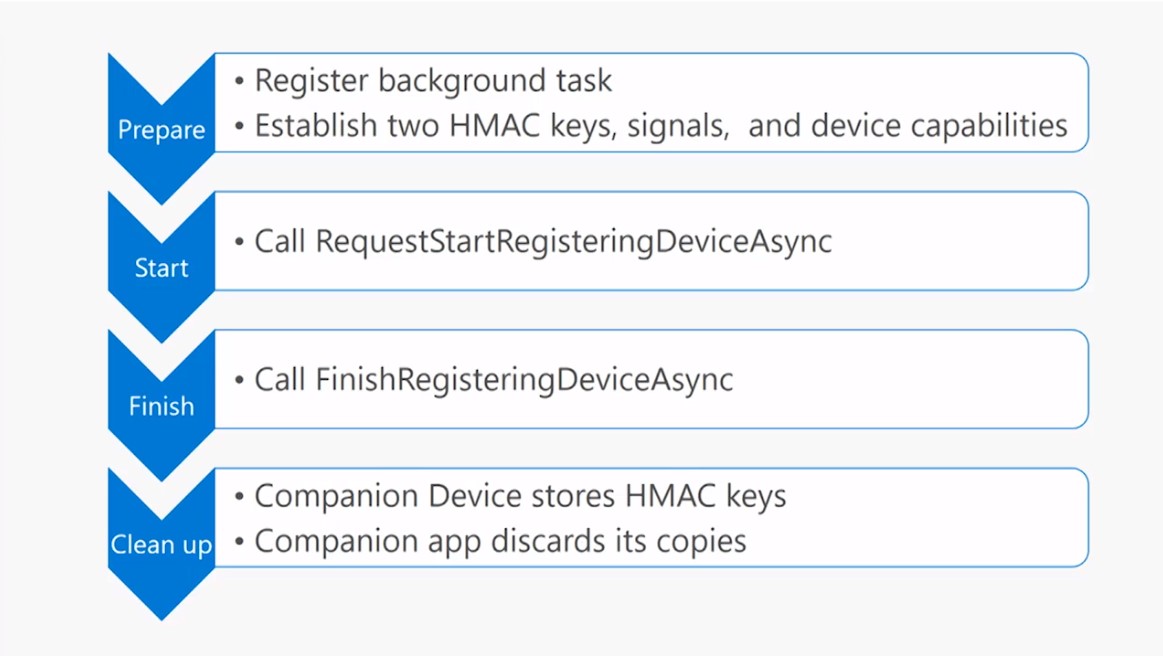 Prepare
• Register background task
• Establish two HMAC keys, signals,  and device capabilities
Start
• Call RequestStartRegisteringDeviceAsync
Finish
• Call FinishRegisteringDeviceAsync
Clean up
• Companion Device stores HMAC keys
• Companion app discards its copies